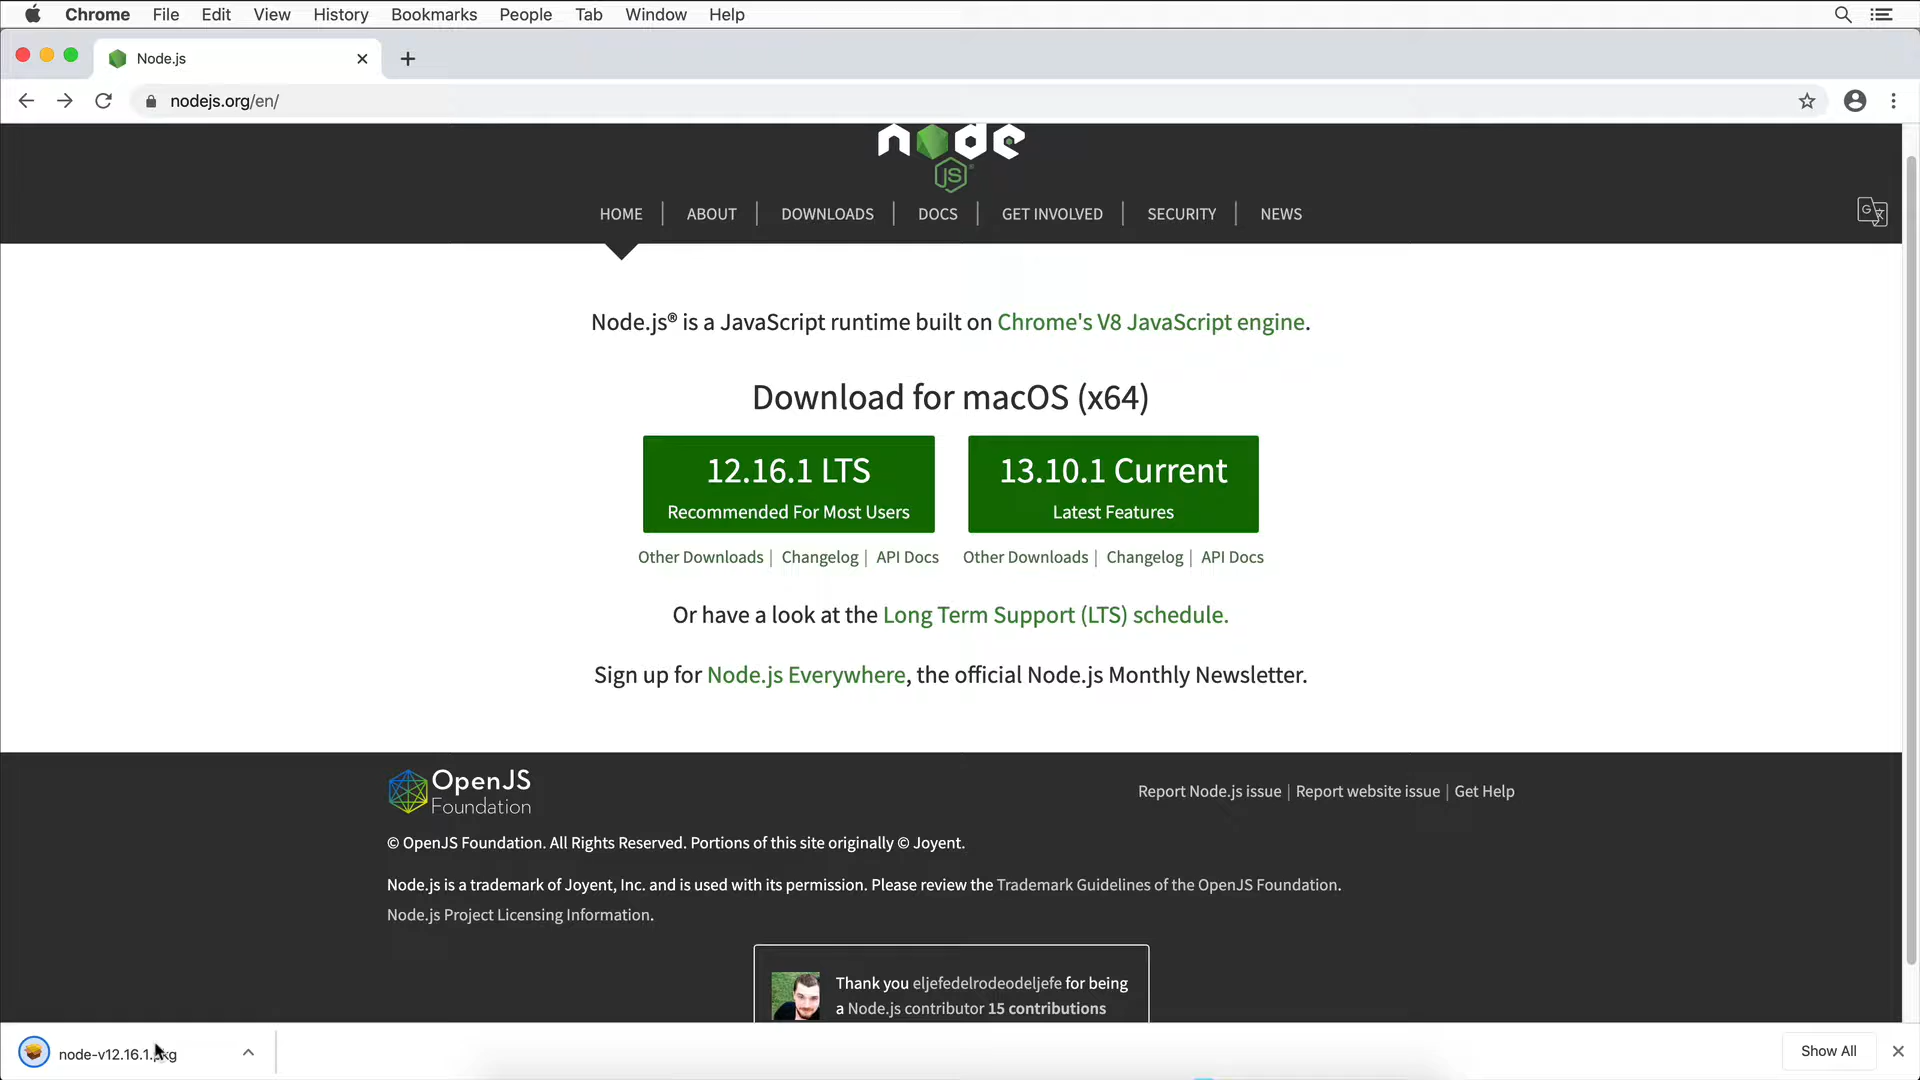 Chrome File Edit View History Bookmarks People Tab Window Help
Node.js
nodejs.org/en/
node
JS
HOME | ABOUT | DOWNLOADS | DOCS | GET INVOLVED | SECURITY | NEWS
Node.js® is a JavaScript runtime built on Chrome's V8 JavaScript engine.
Download for macOS (x64)
12.16.1 LTS
Recommended For Most Users
13.10.1 Current
Latest Features
Other Downloads | Changelog | API Docs
Other Downloads | Changelog | API Docs
Or have a look at the Long Term Support (LTS) schedule.
Sign up for Node.js Everywhere, the official Node.js Monthly Newsletter.
OpenJS
Foundation
Report Node.js issue | Report website issue | Get Help
© OpenJS Foundation. All Rights Reserved. Portions of this site originally © Joyent.
Node.js is a trademark of Joyent, Inc. and is used with its permission. Please review the Trademark Guidelines of the OpenJS Foundation.
Node.js Project Licensing Information.
Thank you eljefedelrodeodeljefe for being
a Node.js contributor 15 contributions
node-v12.16.1.pkg
Show All